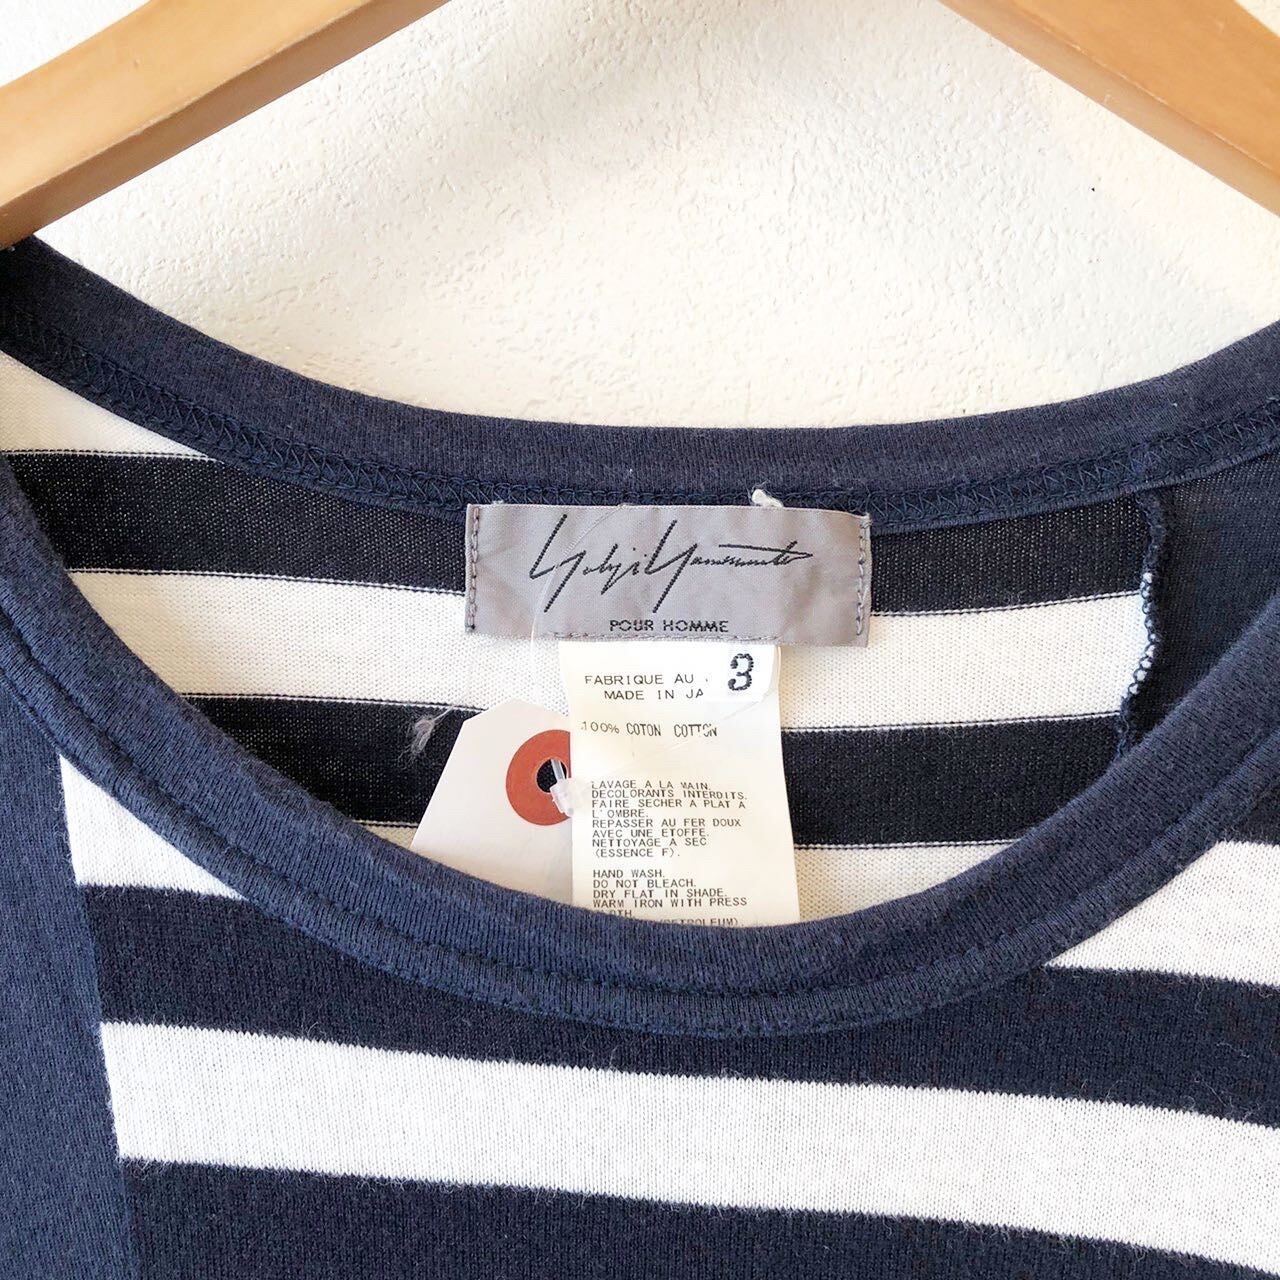 Yohji Yamamoto
POUR HOMME
3
FABRIQUE AU
MADE IN JA
100% COTON COTTON
LAVAGE A LA MAIN.
DECOLORANTS INTERDITS.
FAIRE SECHER A PLAT A
L'OMBRE.
REPASSER AU FER DOUX
AVEC UNE ETOFFE.
NETTOYAGE A SEC
(ESSENCE F).
HAND WASH.
DO NOT BLEACH.
DRY FLAT IN SHADE.
WARM IRON WITH PRESS